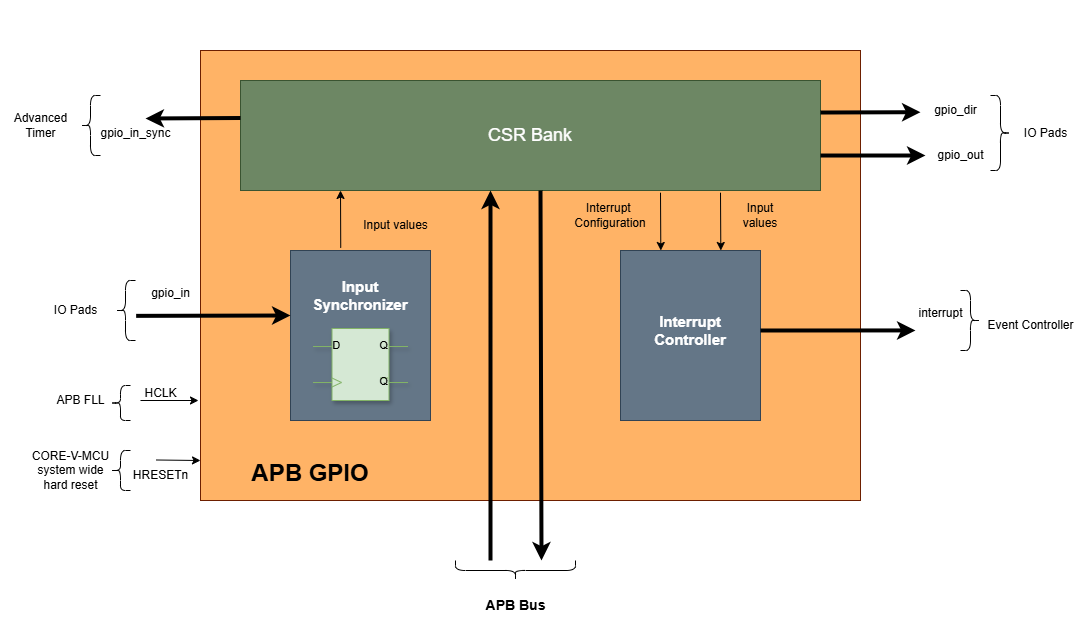 CSR Bank
Advanced
Timer
gpio_in_sync
gpio_dir
gpio_out
IO Pads
Input values
Interrupt
Configuration
Input
values
IO Pads
gpio_in
Input
Synchronizer
D
Q
Q
Interrupt
Controller
interrupt
Event Controller
APB FLL
HCLK
CORE-V-MCU
system wide
hard reset
HRESETn
APB GPIO
APB Bus